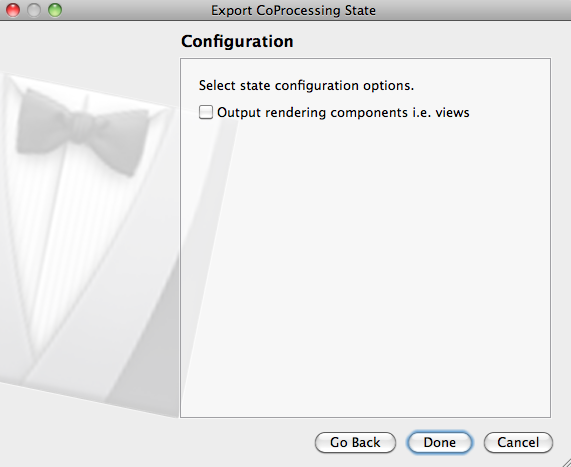 Export CoProcessing State
Configuration
Select state configuration options.
Output rendering components i.e. views
Go Back
Done
Cancel